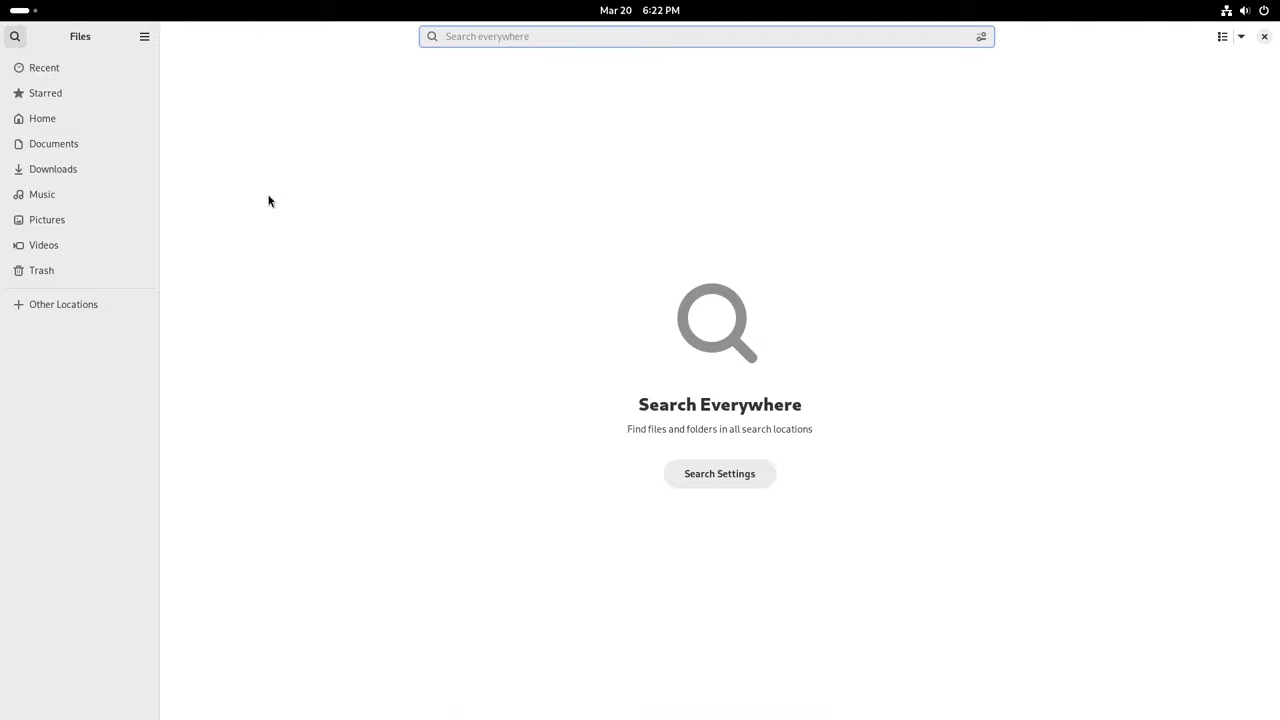 Mar 20 6:22 PM
Files
Search everywhere
Recent
Starred
Home
Documents
Downloads
Music
Pictures
Videos
Trash
Other Locations
Search Everywhere
Find files and folders in all search locations
Search Settings